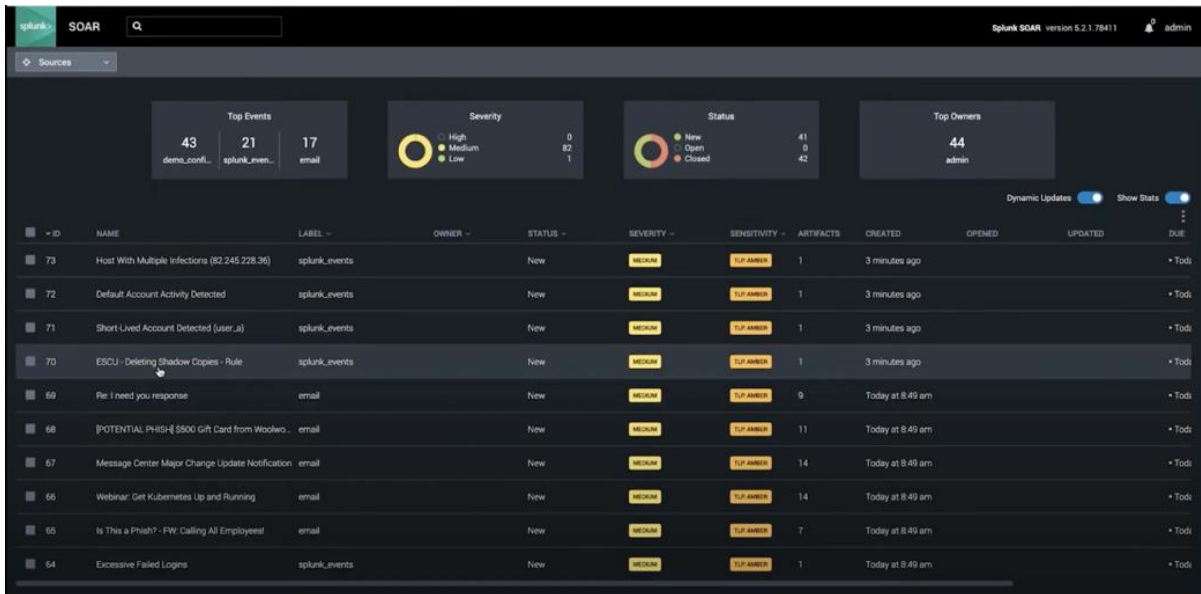 splunk> SOAR Splunk SOAR version 5.2.1.78411 0 admin
Sources
Top Events Severity Status Top Owners
43 21 17 High 0 New 41 44
demo_confi... splunk_even... email Medium 82 Open 0 admin
Low 1 Closed 42
Dynamic Updates Show Stats
ID NAME LABEL OWNER STATUS SEVERITY SENSITIVITY ARTIFACTS CREATED OPENED UPDATED DUE
73 Host With Multiple Infections (82.245.228.36) splunk_events New MEDIUM TLP:AMBER 1 3 minutes ago • Toda
72 Default Account Activity Detected splunk_events New MEDIUM TLP:AMBER 1 3 minutes ago • Toda
71 Short-Lived Account Detected (user_a) splunk_events New MEDIUM TLP:AMBER 1 3 minutes ago • Toda
70 ESCU - Deleting Shadow Copies - Rule splunk_events New MEDIUM TLP:AMBER 1 3 minutes ago • Toda
69 Re: I need you response email New MEDIUM TLP:AMBER 9 Today at 8:49 am • Toda
68 [POTENTIAL PHISH] $500 Gift Card from Woolwo... email New MEDIUM TLP:AMBER 11 Today at 8:49 am • Toda
67 Message Center Major Change Update Notification email New MEDIUM TLP:AMBER 14 Today at 8:49 am • Toda
66 Webinar: Get Kubernetes Up and Running email New MEDIUM TLP:AMBER 14 Today at 8:49 am • Toda
65 Is This a Phish? - FW: Calling All Employees! email New MEDIUM TLP:AMBER 7 Today at 8:49 am • Toda
64 Excessive Failed Logins splunk_events New MEDIUM TLP:AMBER 1 Today at 8:49 am • Toda